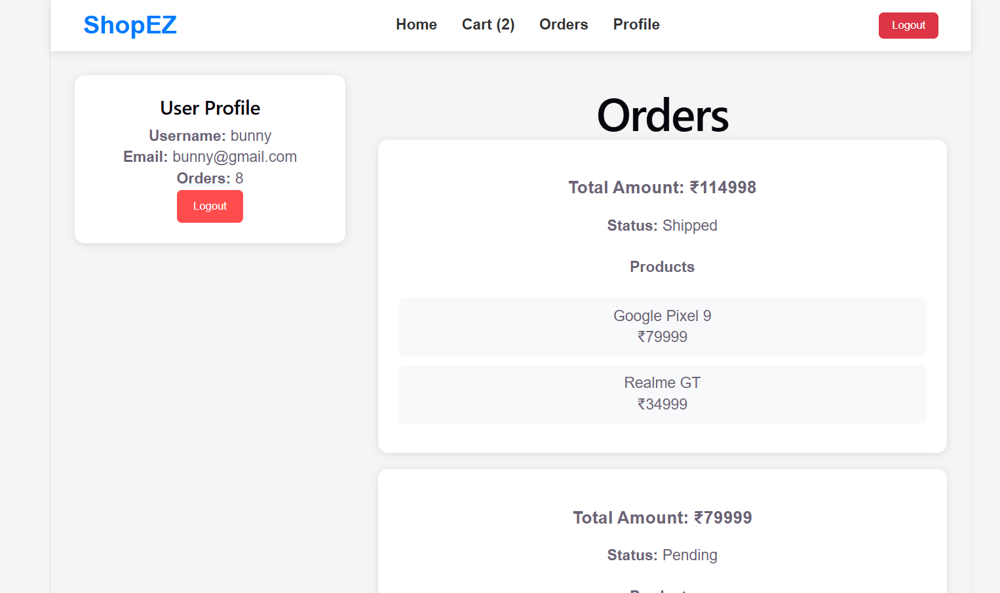 ShopEZ
Home
Cart (2)
Orders
Profile
Logout
User Profile
Username: bunny
Email: bunny@gmail.com
Orders: 8
Logout
Orders
Total Amount: ₹114998
Status: Shipped
Products
Google Pixel 9
₹79999
Realme GT
₹34999
Total Amount: ₹79999
Status: Pending